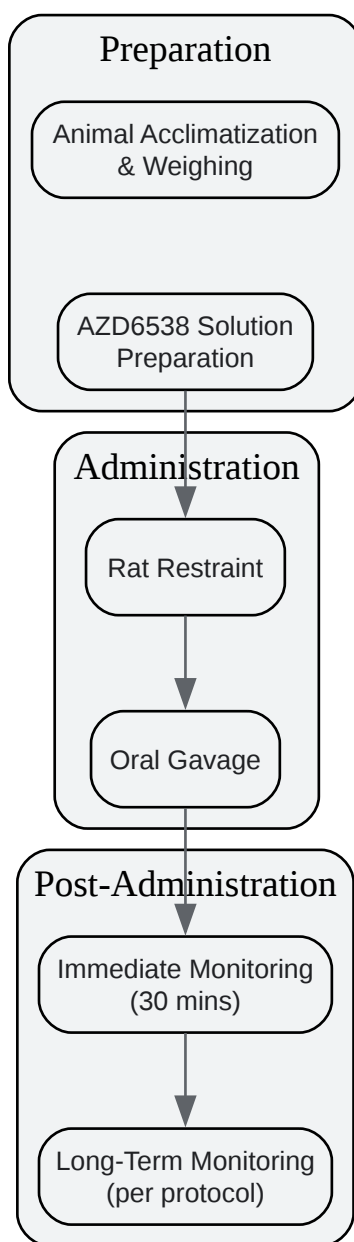 Preparation
Animal Acclimatization
& Weighing
AZD6538 Solution
Preparation
Administration
Rat Restraint
Oral Gavage
Post-Administration
Immediate Monitoring
(30 mins)
Long-Term Monitoring
(per protocol)